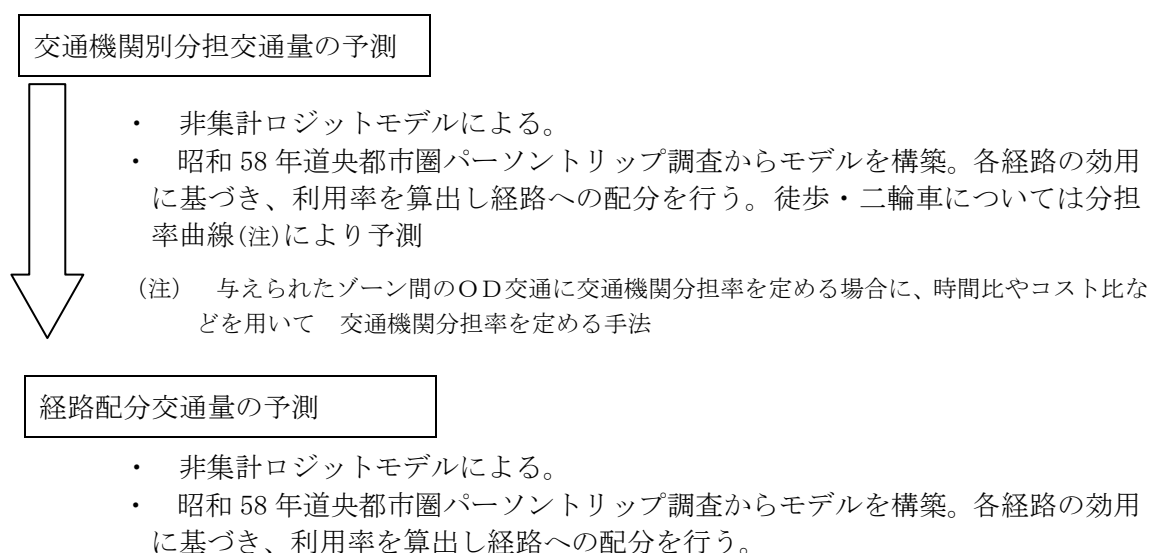 交通機関別分担交通量の予測
・　非集計ロジットモデルによる。
・　昭和 58 年道央都市圏パーソントリップ調査からモデルを構築。各経路の効用
に基づき、利用率を算出し経路への配分を行う。徒歩・二輪車については分担
率曲線(注)により予測
(注)　与えられたゾーン間のＯＤ交通に交通機関分担率を定める場合に、時間比やコスト比な
どを用いて　交通機関分担率を定める手法
経路配分交通量の予測
・　非集計ロジットモデルによる。
・　昭和 58 年道央都市圏パーソントリップ調査からモデルを構築。各経路の効用
に基づき、利用率を算出し経路への配分を行う。